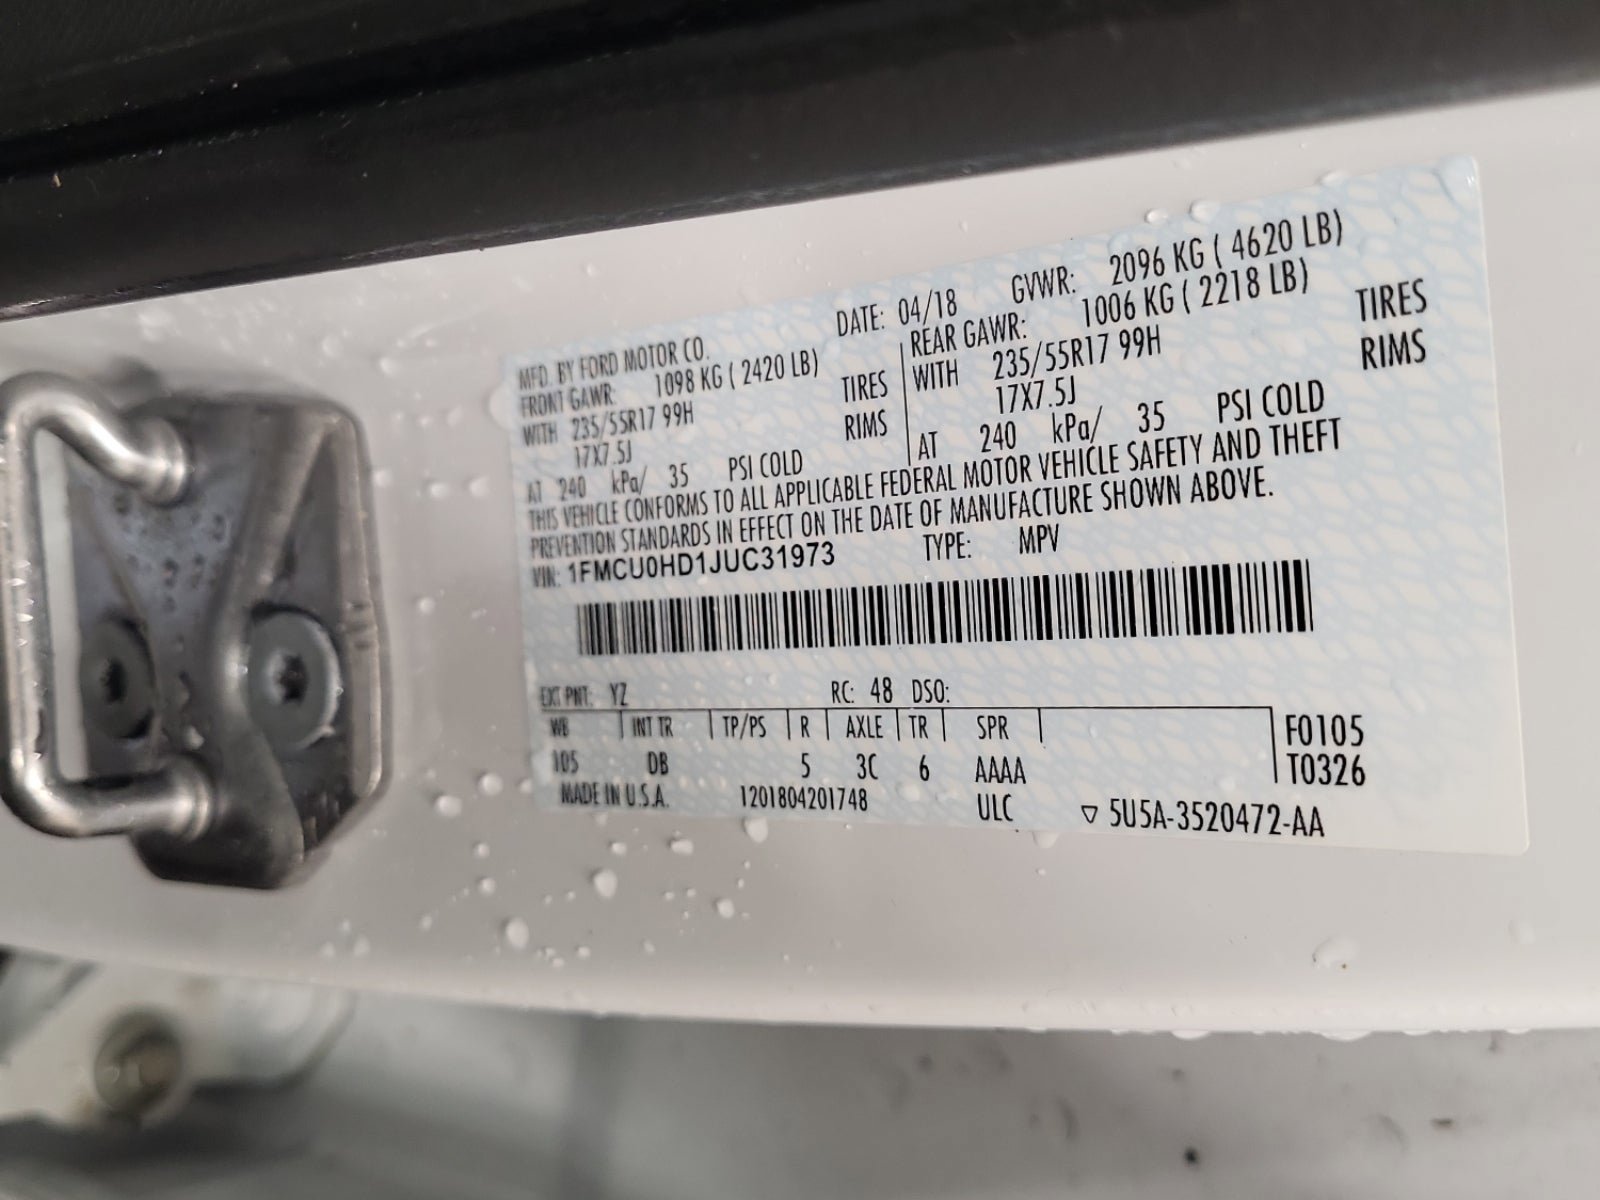 MFD. BY FORD MOTOR CO. DATE: 04/18 GVWR: 2096 KG ( 4620 LB)
FRONT GAWR: 1098 KG ( 2420 LB) REAR GAWR: 1006 KG ( 2218 LB)
WITH 235/55R17 99H TIRES WITH 235/55R17 99H TIRES
17X7.5J RIMS 17X7.5J RIMS
AT 240 kPa/ 35 PSI COLD AT 240 kPa/ 35 PSI COLD
THIS VEHICLE CONFORMS TO ALL APPLICABLE FEDERAL MOTOR VEHICLE SAFETY AND THEFT
PREVENTION STANDARDS IN EFFECT ON THE DATE OF MANUFACTURE SHOWN ABOVE.
VIN: 1FMCU0HD1JUC31973 TYPE: MPV
EXT PNT: YZ RC: 48 DSO:
WB INT TR TP/PS R AXLE TR SPR F0105
105 DB 5 3C 6 AAAA T0326
MADE IN U.S.A. 1201804201748 ULC ▽ 5U5A-3520472-AA